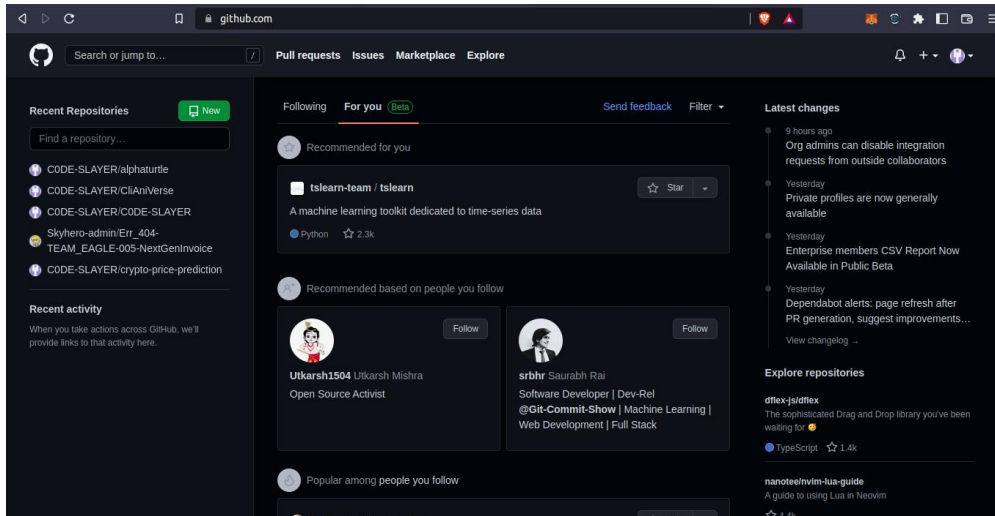 github.com
Search or jump to…
/
Pull requests Issues Marketplace Explore
Recent Repositories
New
Find a repository…
C0DE-SLAYER/alphaturtle
C0DE-SLAYER/CliAniVerse
C0DE-SLAYER/C0DE-SLAYER
Skyhero-admin/Err_404-
TEAM_EAGLE-005-NextGenInvoice
C0DE-SLAYER/crypto-price-prediction
Recent activity
When you take actions across GitHub, we'll
provide links to that activity here.
Following For you Beta
Send feedback Filter
Recommended for you
tslearn-team / tslearn
Star
A machine learning toolkit dedicated to time-series data
Python 2.3k
Recommended based on people you follow
Follow
Utkarsh1504 Utkarsh Mishra
Open Source Activist
Follow
srbhr Saurabh Rai
Software Developer | Dev-Rel
@Git-Commit-Show | Machine Learning |
Web Development | Full Stack
Popular among people you follow
Latest changes
9 hours ago
Org admins can disable integration
requests from outside collaborators
Yesterday
Private profiles are now generally
available
Yesterday
Enterprise members CSV Report Now
Available in Public Beta
Yesterday
Dependabot alerts: page refresh after
PR generation, suggest improvements…
View changelog →
Explore repositories
dflex-js/dflex
The sophisticated Drag and Drop library you've been
waiting for 🥳
TypeScript 1.4k
nanotee/nvim-lua-guide
A guide to using Lua in Neovim
4.4k